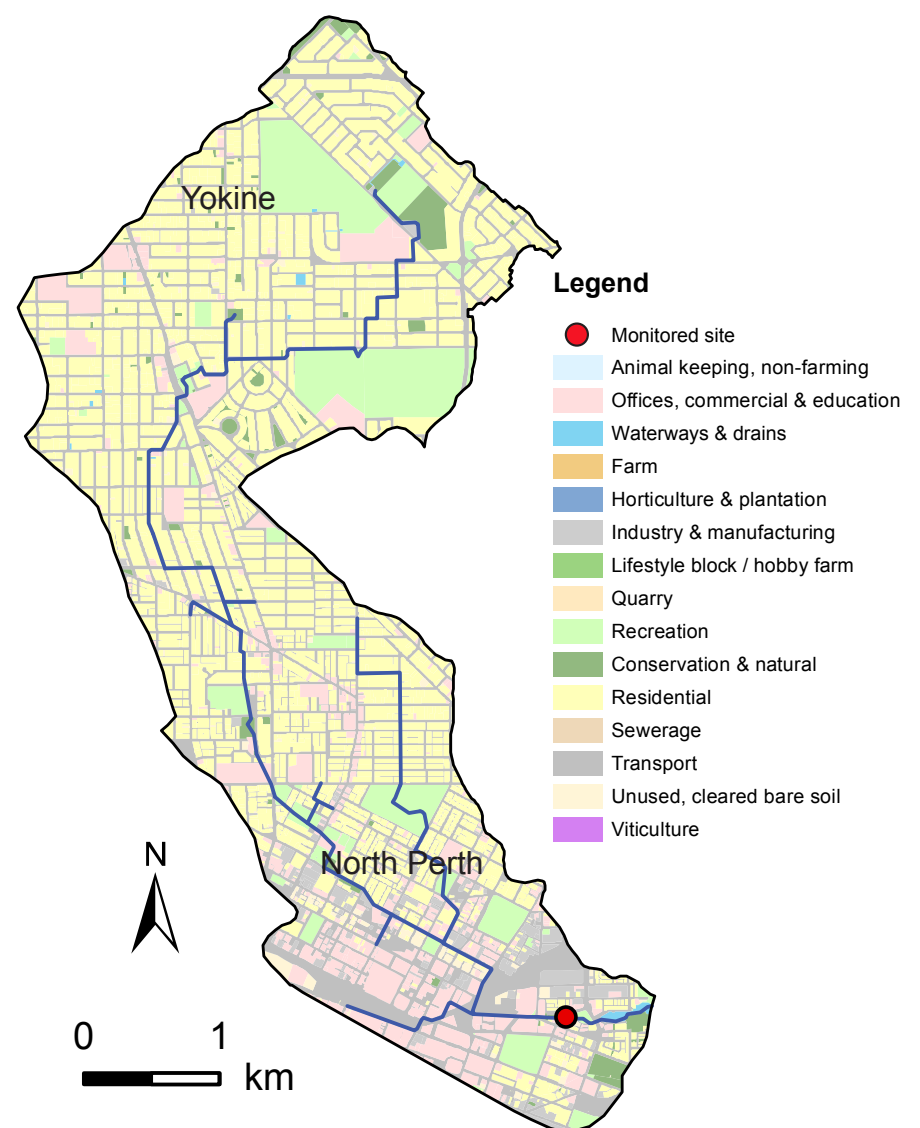 Yokine
Legend
Monitored site
Animal keeping, non-farming
Offices, commercial & education
Waterways & drains
Farm
Horticulture & plantation
Industry & manufacturing
Lifestyle block / hobby farm
Quarry
Recreation
Conservation & natural
Residential
Sewerage
Transport
Unused, cleared bare soil
Viticulture
N
North Perth
0 1
km